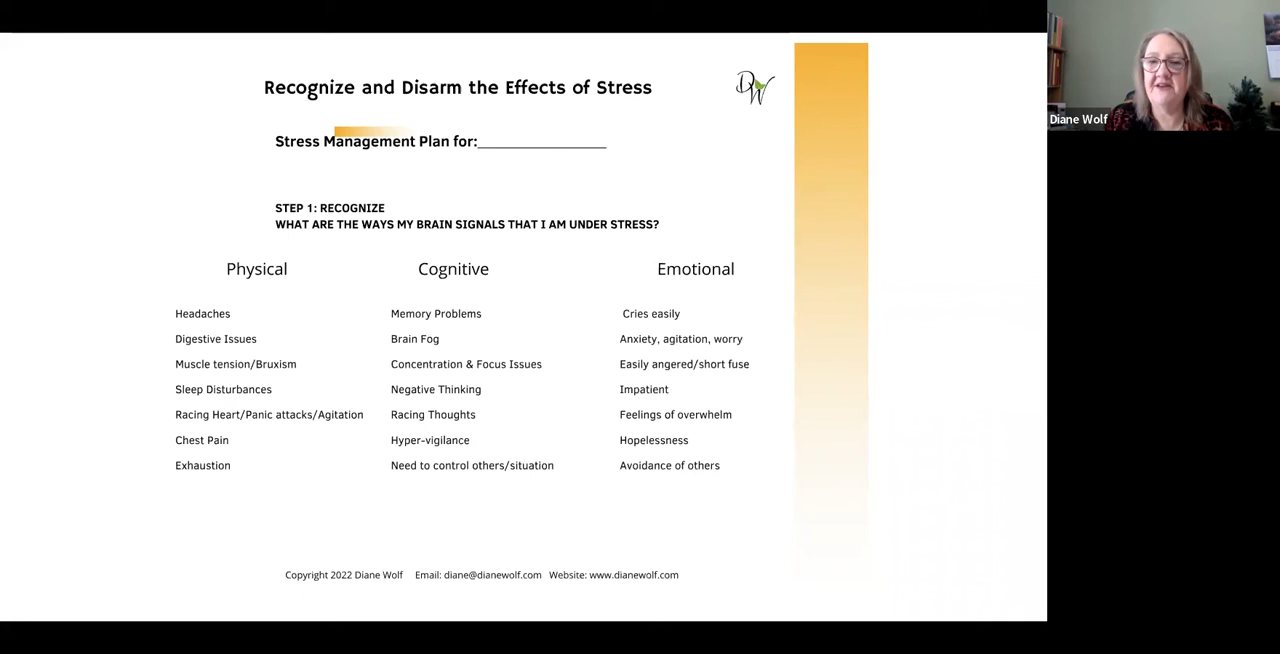 Recognize and Disarm the Effects of Stress
DW
Diane Wolf
Stress Management Plan for:_________________
STEP 1: RECOGNIZE
WHAT ARE THE WAYS MY BRAIN SIGNALS THAT I AM UNDER STRESS?
Physical
Headaches
Digestive Issues
Muscle tension/Bruxism
Sleep Disturbances
Racing Heart/Panic attacks/Agitation
Chest Pain
Exhaustion
Cognitive
Memory Problems
Brain Fog
Concentration & Focus Issues
Negative Thinking
Racing Thoughts
Hyper-vigilance
Need to control others/situation
Emotional
Cries easily
Anxiety, agitation, worry
Easily angered/short fuse
Impatient
Feelings of overwhelm
Hopelessness
Avoidance of others
Copyright 2022 Diane Wolf Email: diane@dianewolf.com Website: www.dianewolf.com